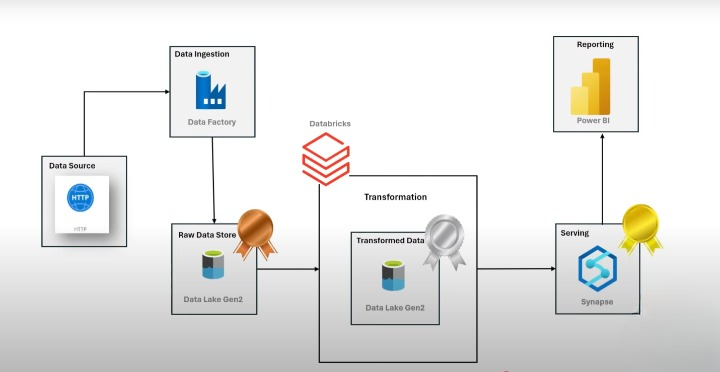 Data Source
HTTP
HTTP
Data Ingestion
Data Factory
Raw Data Store
Data Lake Gen2
Databricks
Transformation
Transformed Data
Data Lake Gen2
Serving
Synapse
Reporting
Power BI